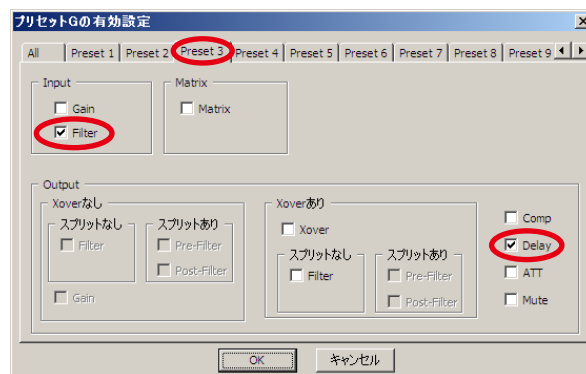 プリセットGの有効設定
All Preset 1 Preset 2 Preset 3 Preset 4 Preset 5 Preset 6 Preset 7 Preset 8 Preset 9
Input
Gain
Filter
Matrix
Matrix
Output
Xoverなし
スプリットなし
Filter
スプリットあり
Pre-Filter
Post-Filter
Gain
Xoverあり
Xover
スプリットなし
Filter
スプリットあり
Pre-Filter
Post-Filter
Comp
Delay
ATT
Mute
OK キャンセル